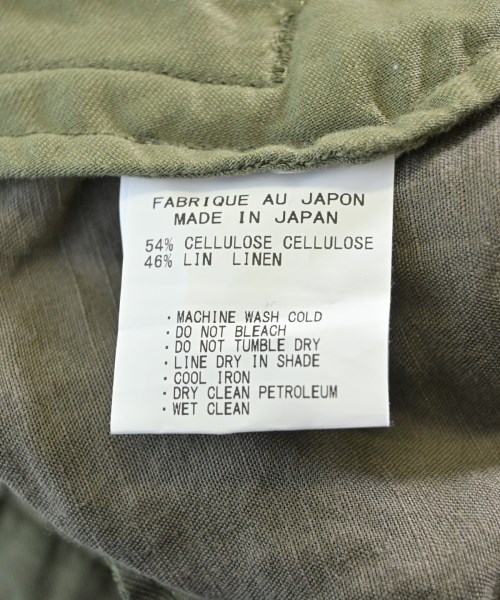 FABRIQUE AU JAPON
MADE IN JAPAN
54% CELLULOSE CELLULOSE
46% LIN LINEN
・MACHINE WASH COLD
・DO NOT BLEACH
・DO NOT TUMBLE DRY
・LINE DRY IN SHADE
・COOL IRON
・DRY CLEAN PETROLEUM
・WET CLEAN